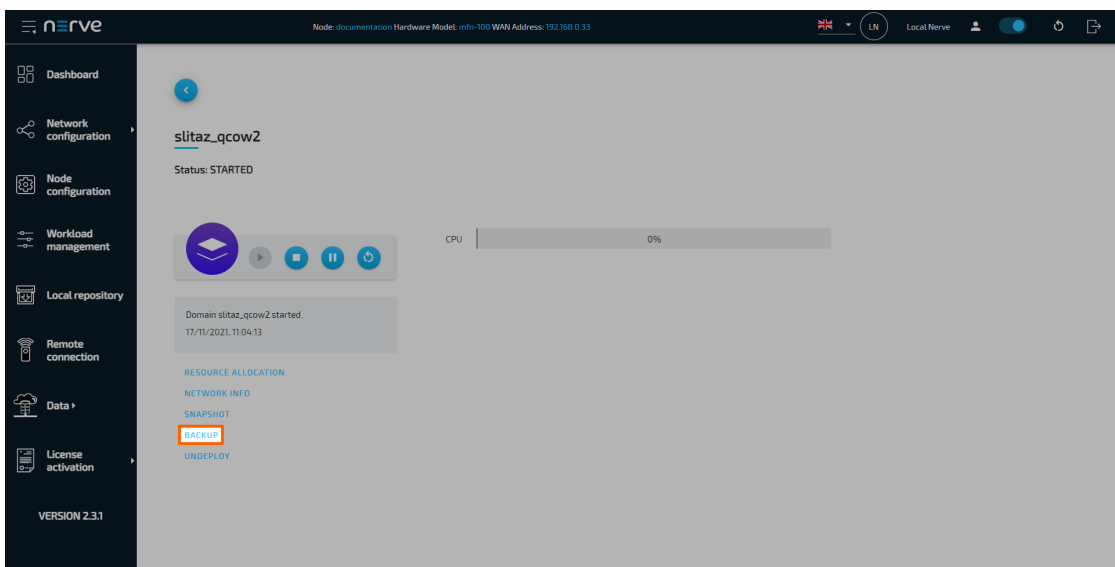 nerve
Node: documentation Hardware Model: mfn-100 WAN Address: 192.168.0.33
LN
Local Nerve
Dashboard
Network
configuration
Node
configuration
Workload
management
Local repository
Remote
connection
Data
License
activation
VERSION 2.3.1
slitaz_qcow2
Status: STARTED
CPU
0%
Domain slitaz_qcow2 started.
17/11/2021, 11:04:13
RESOURCE ALLOCATION
NETWORK INFO
SNAPSHOT
BACKUP
UNDEPLOY